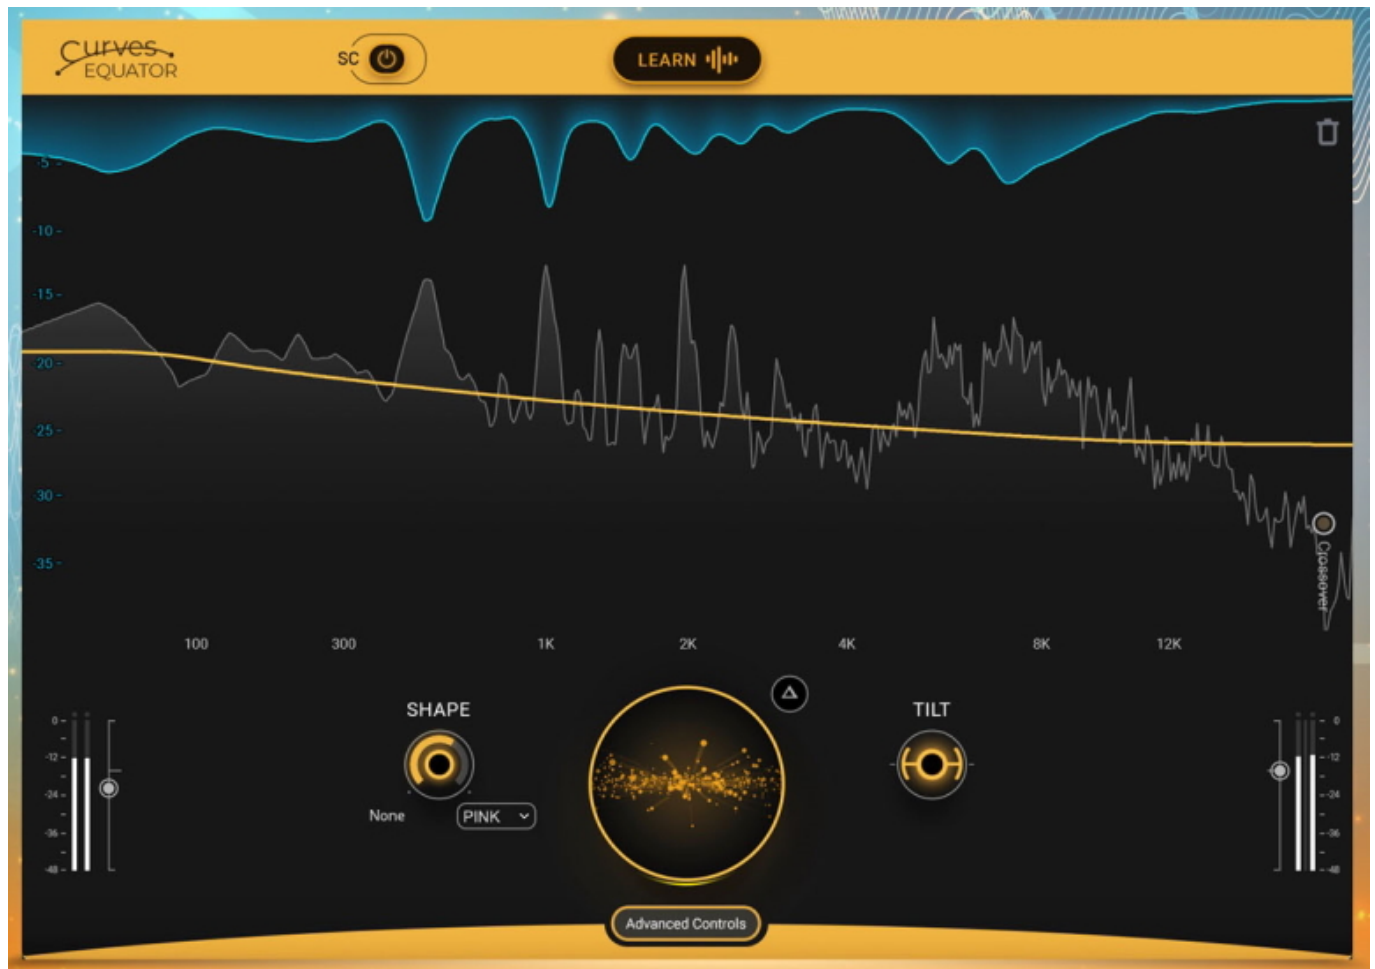 Curves
EQUATOR
SC
LEARN
-5 -
-10 -
-15 -
-20 -
-25 -
-30 -
-35 -
Crossover
100 300 1K 2K 4K 8K 12K
SHAPE
TILT
None
PINK
0 -
-12 -
-24 -
-36 -
-48 -
- 0
- -12
- -24
- -36
- -48
Advanced Controls